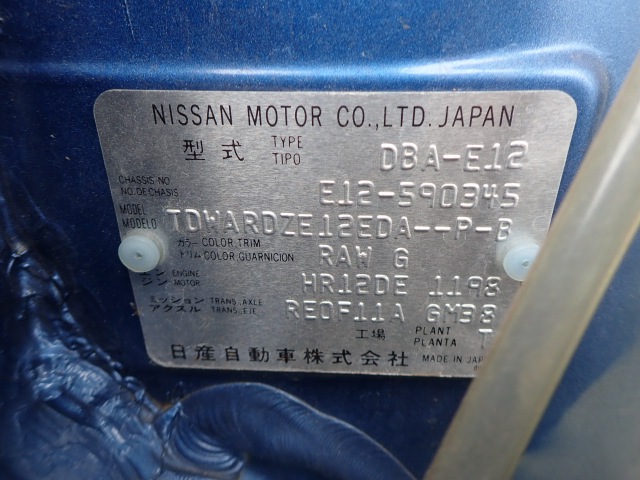 NISSAN MOTOR CO.,LTD. JAPAN
型式 TYPE TIPO DBA-E12
CHASSIS NO. NO. DE CHASIS E12-590345
MODEL MODELO TDWARDZE12EDA--P-B
カラー COLOR, TRIM トリム COLOR, GUARNICION RAW G
ENGINE ジン MOTOR HR12DE 1198
ミッション TRANS., AXLE アクスル TRANS., EJE RE0F11A GM38
工場 PLANT PLANTA T
日産自動車株式会社 MADE IN